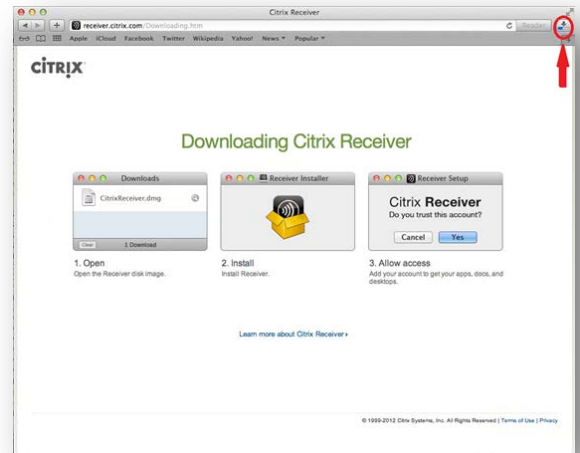 Citrix Receiver
receiver.citrix.com/Downloading.htm
Reader
Apple iCloud Facebook Twitter Wikipedia Yahoo! News Popular
CİTRIX
Downloading Citrix Receiver
Downloads
CitrixReceiver.dmg
Clear
1 Download
Receiver Installer
Receiver Setup
Citrix Receiver
Do you trust this account?
Cancel
Yes
1. Open
Open the Receiver disk image.
2. Install
Install Receiver.
3. Allow access
Add your account to get your apps, docs, and
desktops.
Learn more about Citrix Receiver
© 1999-2012 Citrix Systems, Inc. All Rights Reserved | Terms of Use | Privacy